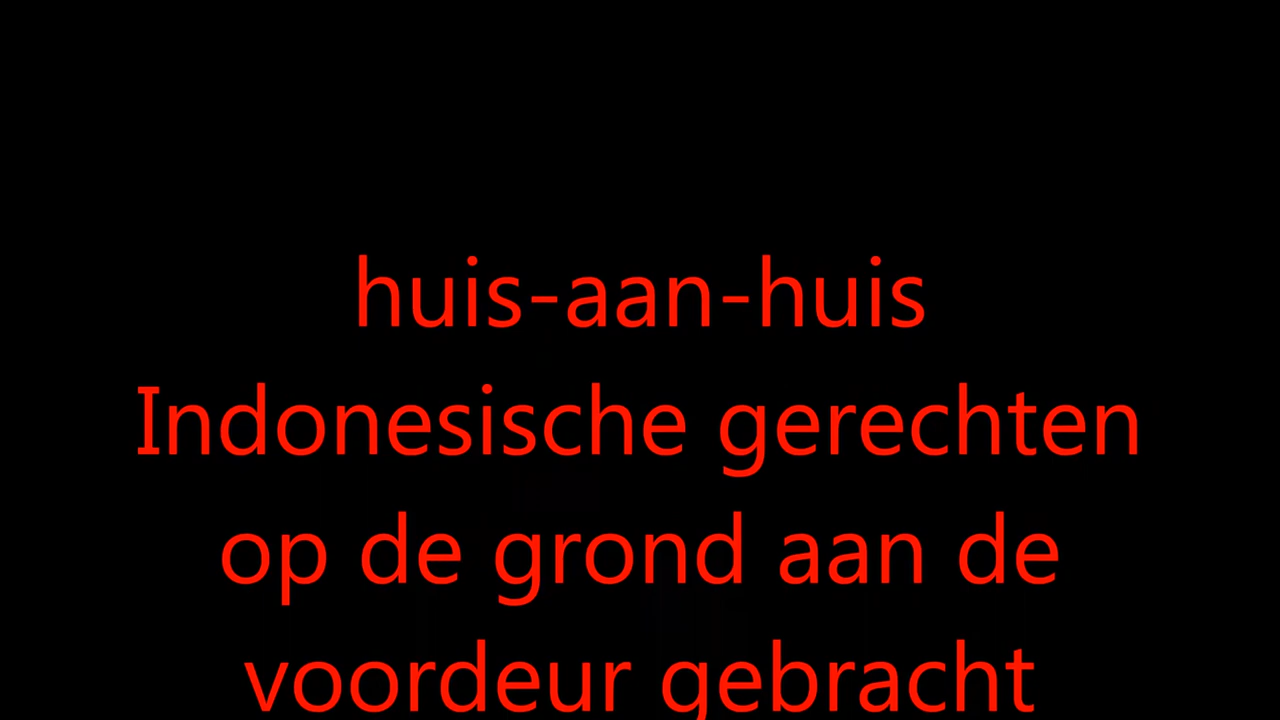 huis-aan-huis
Indonesische gerechten
op de grond aan de
voordeur gebracht